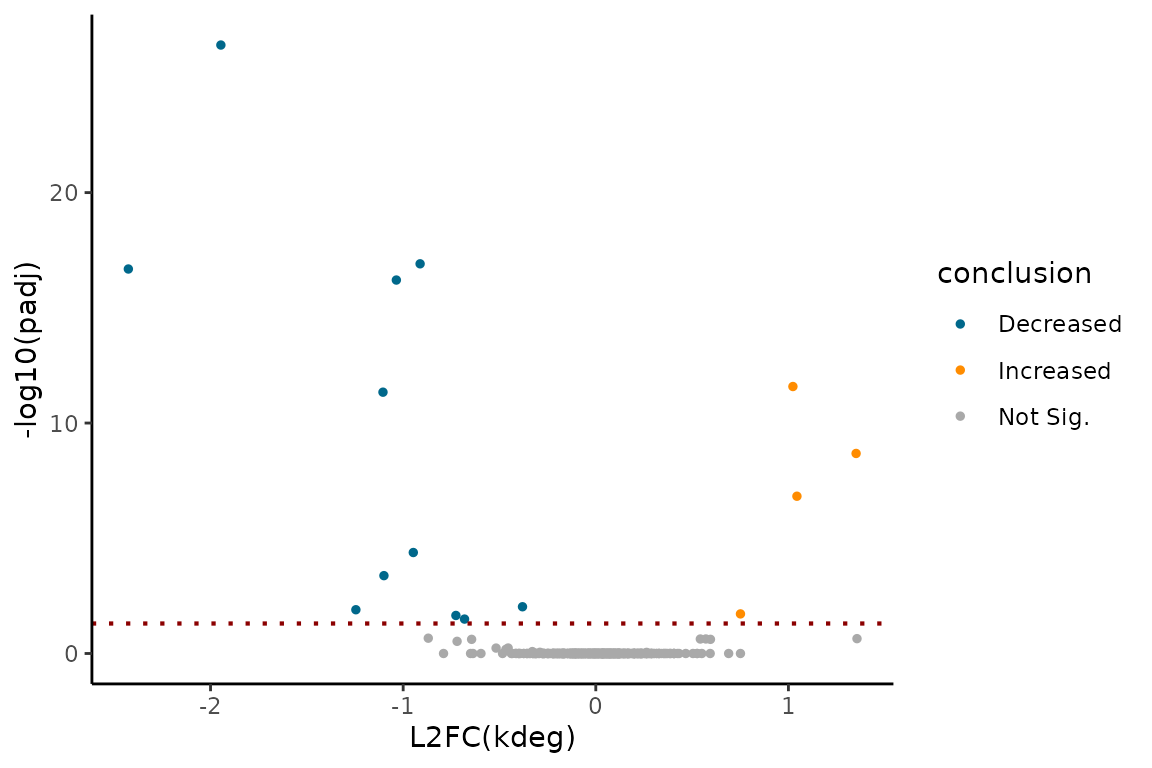 -log10(padj)
20
10
0
-2
-1
0
1
L2FC(kdeg)
conclusion
Decreased
Increased
Not Sig.